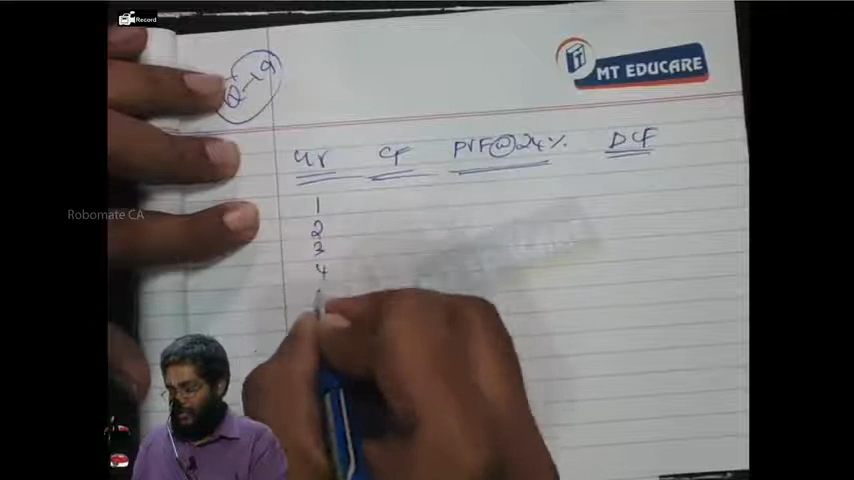 Record
Q-19
MT EDUCARE
Yr CF PVF@24% DCF
1
2
Robomate CA
3
4